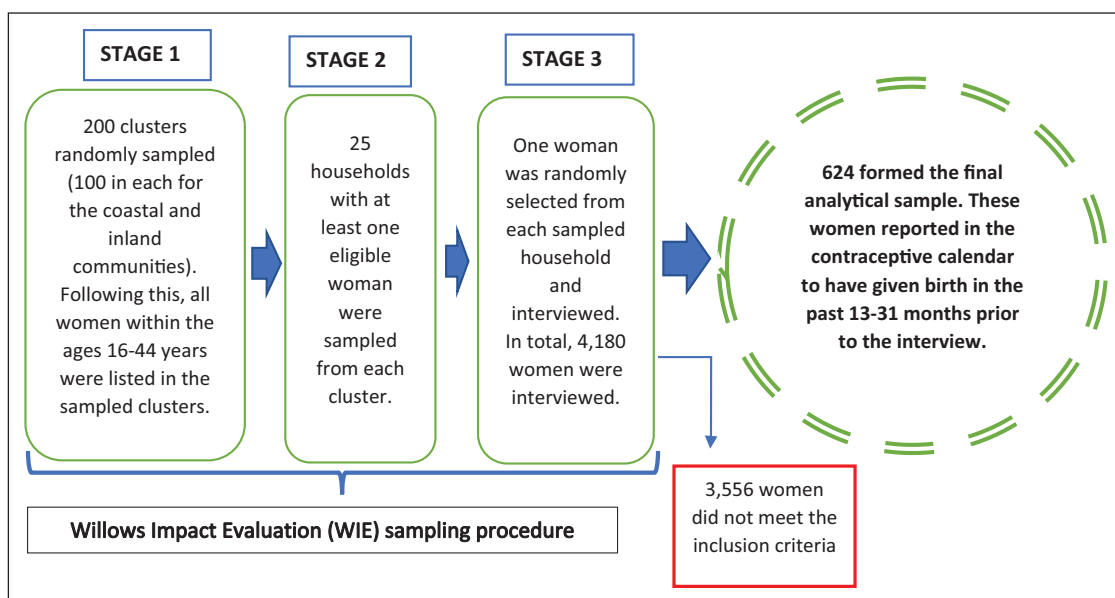 STAGE 1
200 clusters
randomly sampled
(100 in each for
the coastal and
inland
communities).
Following this, all
women within the
ages 16-44 years
were listed in the
sampled clusters.
STAGE 2
25
households
with at least
one eligible
woman
were
sampled
from each
cluster.
STAGE 3
One woman
was randomly
selected from
each sampled
household
and
interviewed.
In total, 4,180
women were
interviewed.
624 formed the final
analytical sample. These
women reported in the
contraceptive calendar
to have given birth in the
past 13-31 months prior
to the interview.
Willows Impact Evaluation (WIE) sampling procedure
3,556 women
did not meet the
inclusion criteria